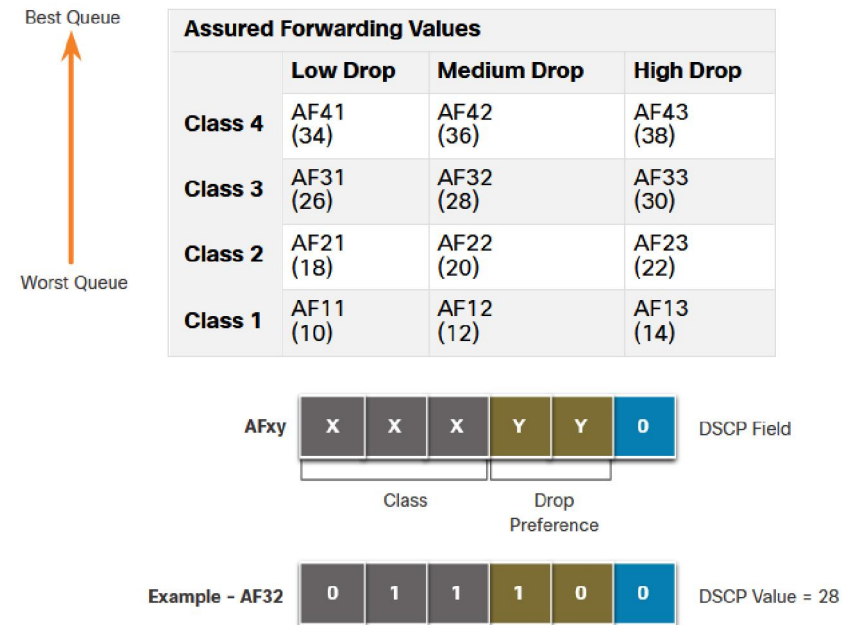 Best Queue
Assured Forwarding Values
Low Drop Medium Drop High Drop
Class 4 AF41 (34) AF42 (36) AF43 (38)
Class 3 AF31 (26) AF32 (28) AF33 (30)
Class 2 AF21 (18) AF22 (20) AF23 (22)
Worst Queue
Class 1 AF11 (10) AF12 (12) AF13 (14)
AFxy X X X Y Y 0 DSCP Field
Class Drop Preference
Example - AF32 0 1 1 1 0 0 DSCP Value = 28